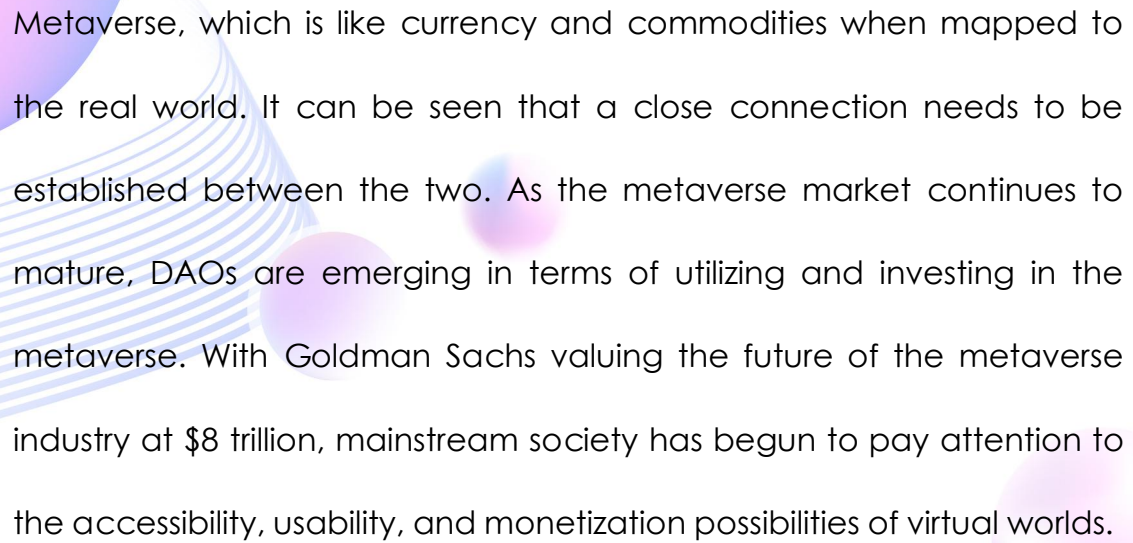 Metaverse, which is like currency and commodities when mapped to
the real world. It can be seen that a close connection needs to be
established between the two. As the metaverse market continues to
mature, DAOs are emerging in terms of utilizing and investing in the
metaverse. With Goldman Sachs valuing the future of the metaverse
industry at $8 trillion, mainstream society has begun to pay attention to
the accessibility, usability, and monetization possibilities of virtual worlds.